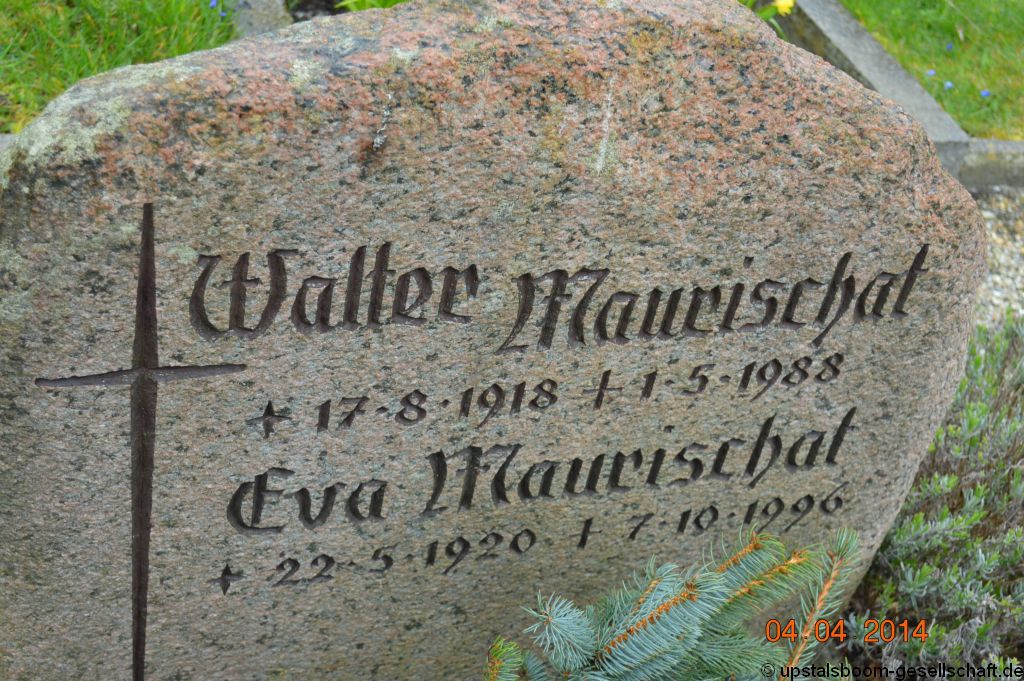 Walter Maurischat
✦ 17·8·1918 ✝ 1·5·1988
Eva Maurischat
✦ 22·5·1920 ✝ 7·10·1996
04 04 2014
© upstalsboom-gesellschaft.de